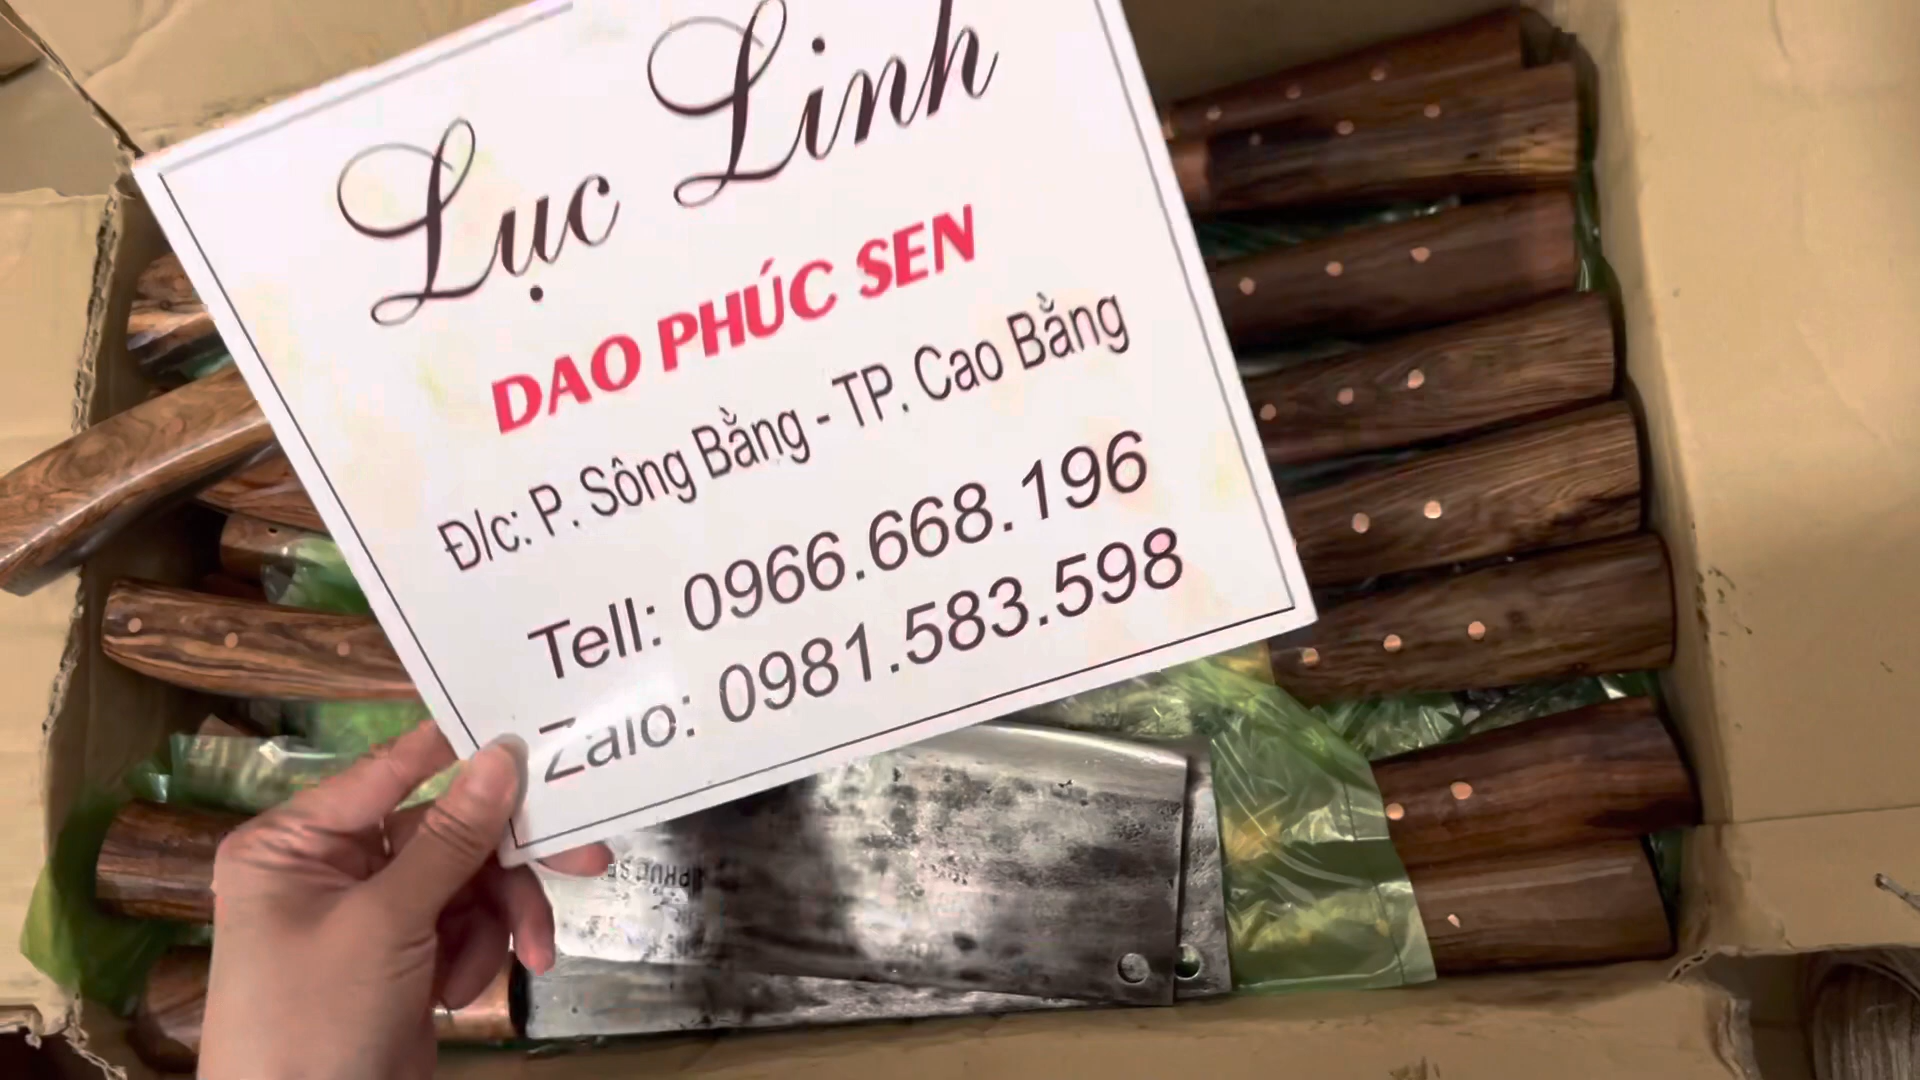 Lục Linh
DAO PHÚC SEN
Đ/c: P. Sông Bằng - TP. Cao Bằng
Tell: 0966.668.196
Zalo: 0981.583.598